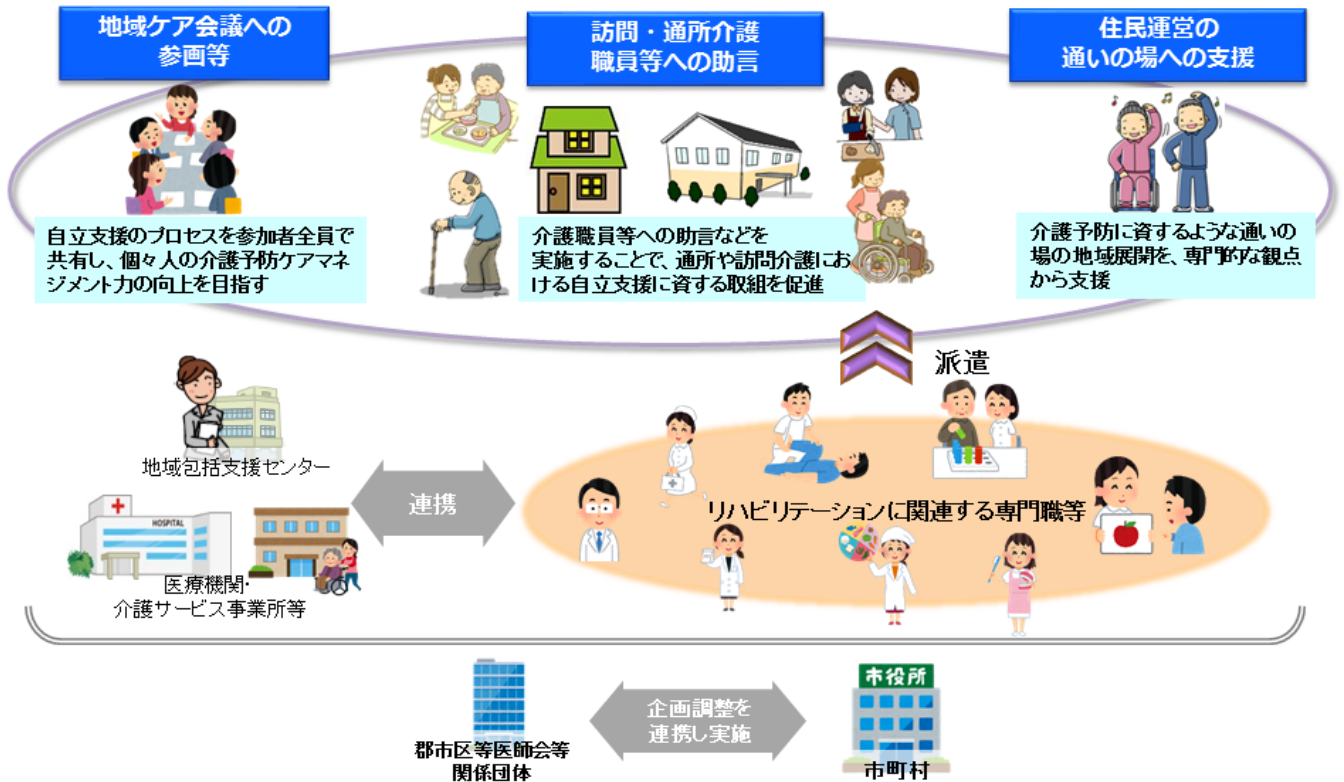 地域ケア会議への
参画等
訪問・通所介護
職員等への助言
住民運営の
通いの場への支援
自立支援のプロセスを参加者全員で
共有し、個々人の介護予防ケアマネ
ジメント力の向上を目指す
介護職員等への助言などを
実施することで、通所や訪問介護にお
ける自立支援に資する取組を促進
介護予防に資するような通いの
場の地域展開を、専門的な観点
から支援
派遣
地域包括支援センター
連携
リハビリテーションに関連する専門職等
HOSPITAL
医療機関・
介護サービス事業所等
郡市区等医師会等
関係団体
企画調整を
連携し実施
市役所
市町村